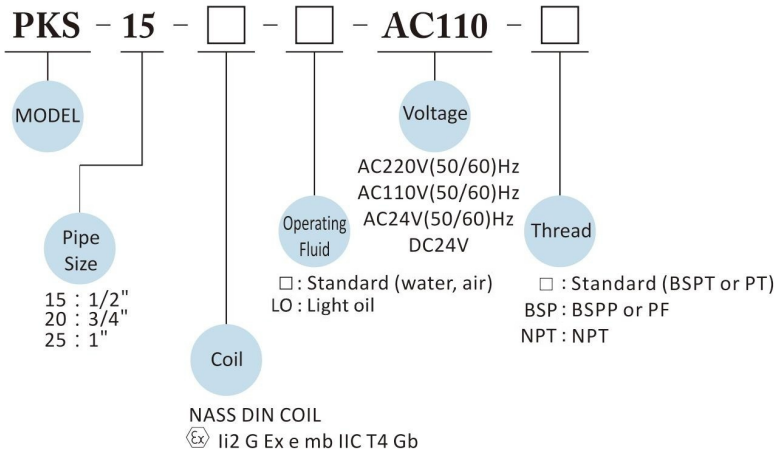 PKS - 15 - □ - □ - AC110 - □
MODEL
Voltage
AC220V(50/60)Hz
AC110V(50/60)Hz
AC24V(50/60)Hz
DC24V
Pipe
Size
15 : 1/2"
20 : 3/4"
25 : 1"
Operating
Fluid
□ : Standard (water, air)
LO : Light oil
Thread
□ : Standard (BSPT or PT)
BSP : BSPP or PF
NPT : NPT
Coil
NASS DIN COIL
Ex Ii2 G Ex e mb IIC T4 Gb